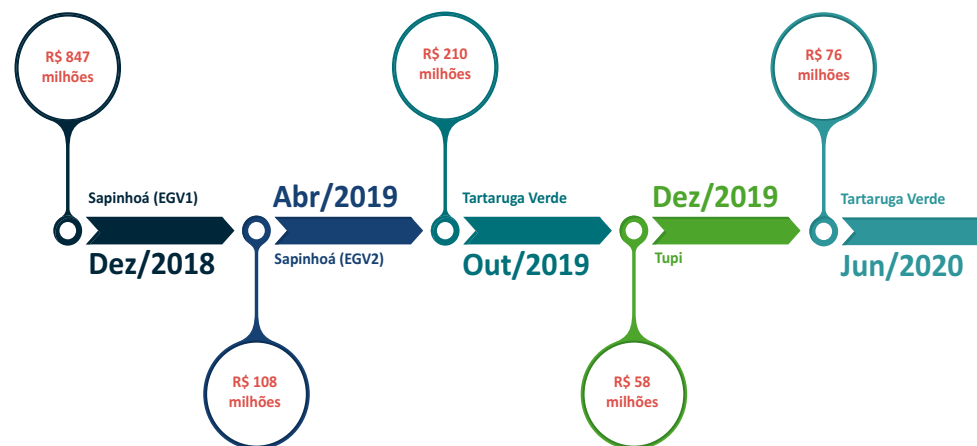 R$ 847
milhões
Sapinhoá (EGV1)
Dez/2018
Abr/2019
Sapinhoá (EGV2)
R$ 108
milhões
R$ 210
milhões
Tartaruga Verde
Out/2019
Dez/2019
Tupi
R$ 58
milhões
R$ 76
milhões
Tartaruga Verde
Jun/2020